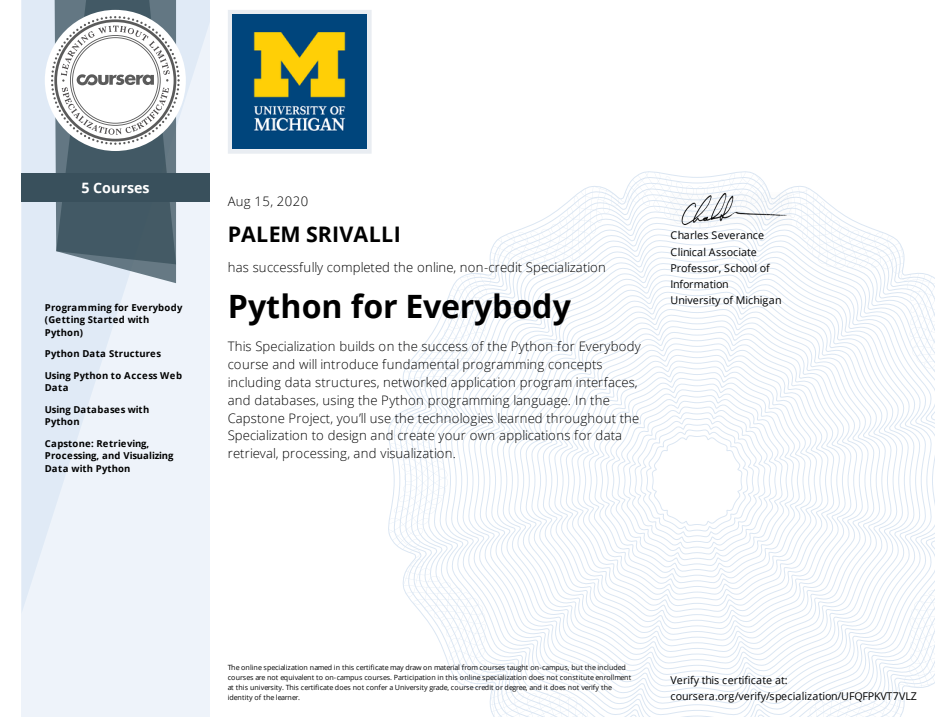 LEARNING WITHOUT LIMITS
coursera
SPECIALIZATION CERTIFICATE
UNIVERSITY OF
MICHIGAN
5 Courses
Programming for Everybody
(Getting Started with
Python)
Python Data Structures
Using Python to Access Web
Data
Using Databases with
Python
Capstone: Retrieving,
Processing, and Visualizing
Data with Python
Aug 15, 2020
PALEM SRIVALLI
has successfully completed the online, non-credit Specialization
Python for Everybody
This Specialization builds on the success of the Python for Everybody
course and will introduce fundamental programming concepts
including data structures, networked application program interfaces,
and databases, using the Python programming language. In the
Capstone Project, you’ll use the technologies learned throughout the
Specialization to design and create your own applications for data
retrieval, processing, and visualization.
Charles Severance
Clinical Associate
Professor, School of
Information
University of Michigan
The online specialization named in this certificate may draw on material from courses taught on-campus, but the included
courses are not equivalent to on-campus courses. Participation in this online specialization does not constitute enrollment
at this university. This certificate does not confer a University grade, course credit or degree, and it does not verify the
identity of the learner.
Verify this certificate at:
coursera.org/verify/specialization/UFQFPKVT7VLZ